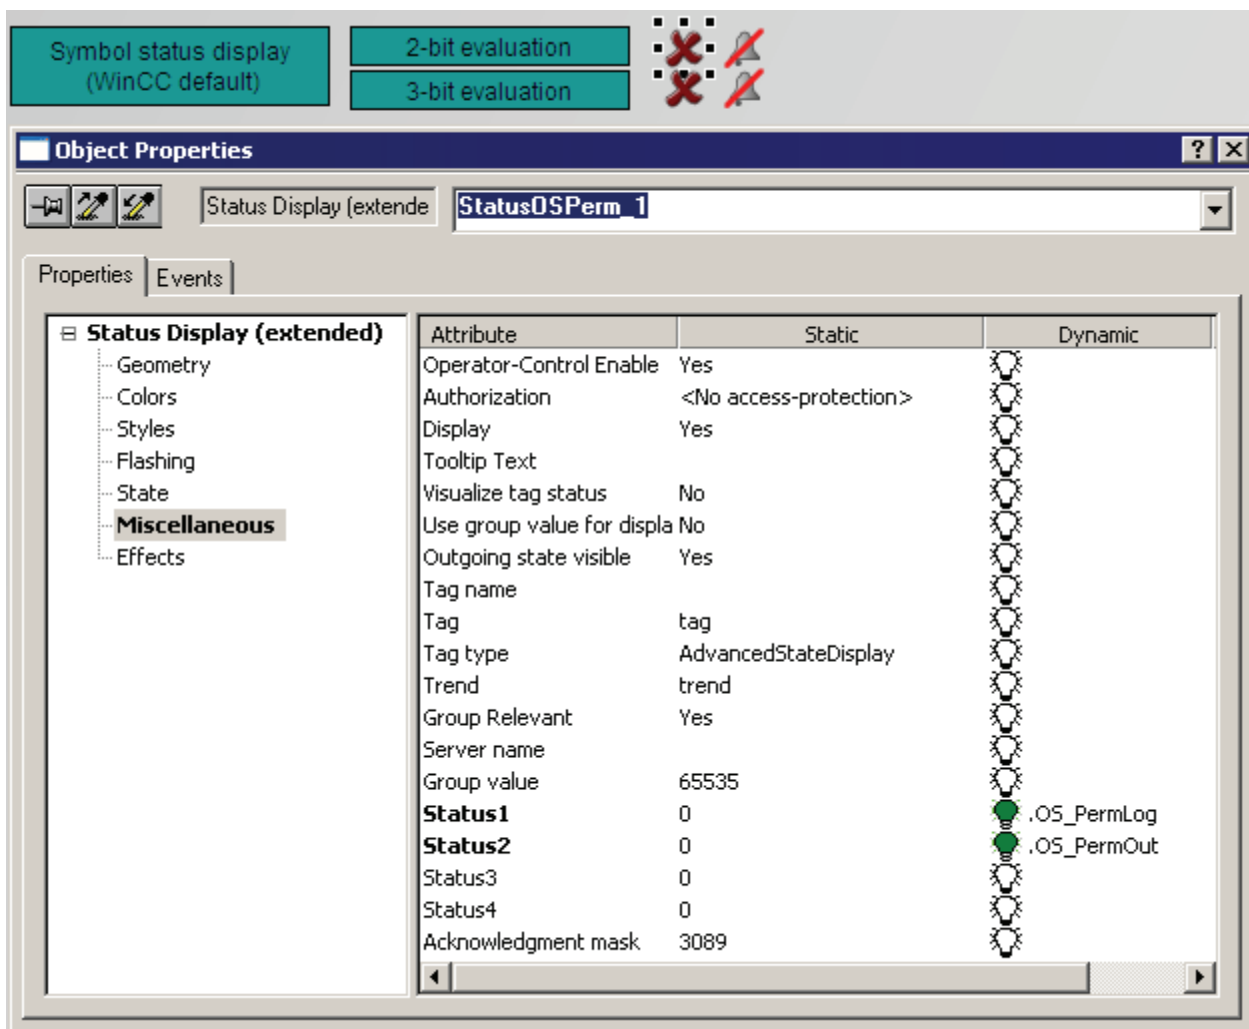 Symbol status display
(WinCC default)
2-bit evaluation
3-bit evaluation
Object Properties
Status Display (extende
StatusOSPerm_1
Properties
Events
Status Display (extended)
Geometry
Colors
Styles
Flashing
State
Miscellaneous
Effects
Attribute Static Dynamic
Operator-Control Enable Yes
Authorization <No access-protection>
Display Yes
Tooltip Text
Visualize tag status No
Use group value for displa No
Outgoing state visible Yes
Tag name
Tag tag
Tag type AdvancedStateDisplay
Trend trend
Group Relevant Yes
Server name
Group value 65535
Status1 0 .OS_PermLog
Status2 0 .OS_PermOut
Status3 0
Status4 0
Acknowledgment mask 3089